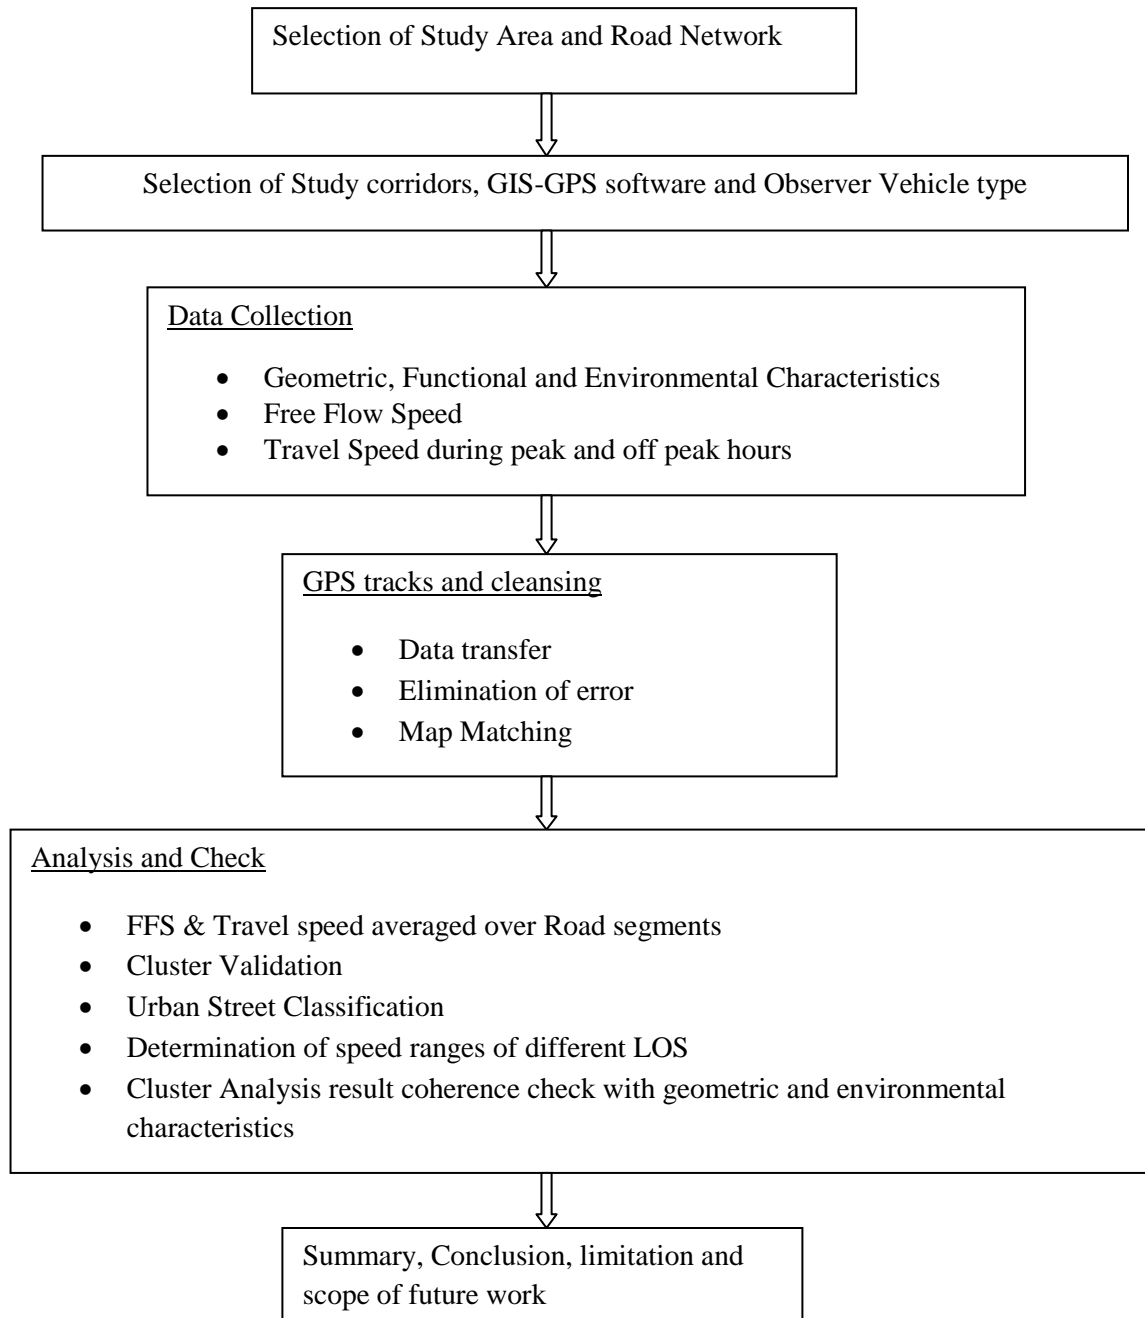 Selection of Study Area and Road Network
Selection of Study corridors, GIS-GPS software and Observer Vehicle type
Data Collection
• Geometric, Functional and Environmental Characteristics
• Free Flow Speed
• Travel Speed during peak and off peak hours
GPS tracks and cleansing
• Data transfer
• Elimination of error
• Map Matching
Analysis and Check
• FFS & Travel speed averaged over Road segments
• Cluster Validation
• Urban Street Classification
• Determination of speed ranges of different LOS
• Cluster Analysis result coherence check with geometric and environmental
characteristics
Summary, Conclusion, limitation and
scope of future work